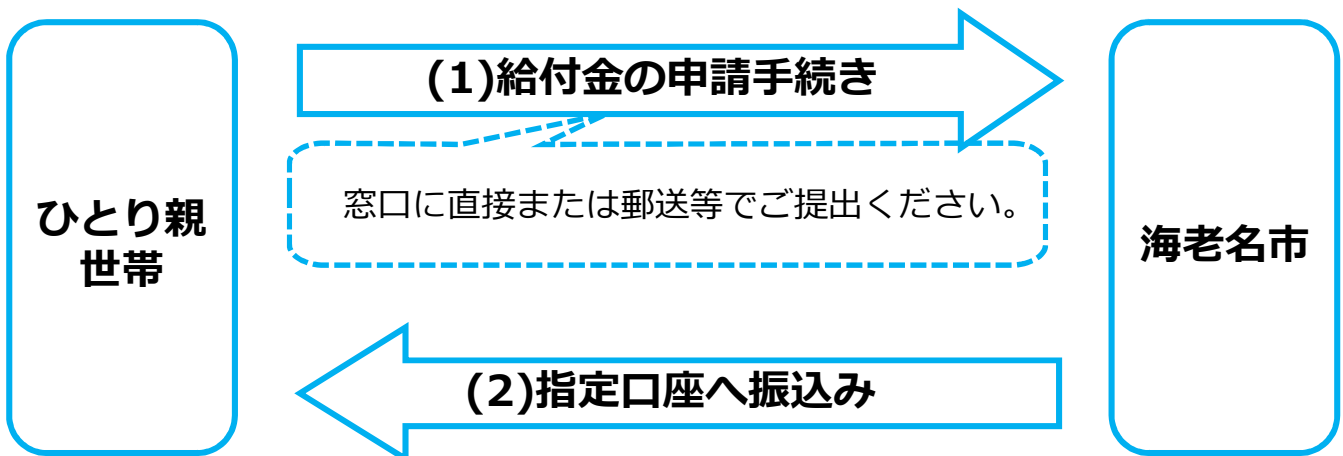 (1)給付金の申請手続き
窓口に直接または郵送等でご提出ください。
ひとり親
世帯
海老名市
(2)指定口座へ振込み